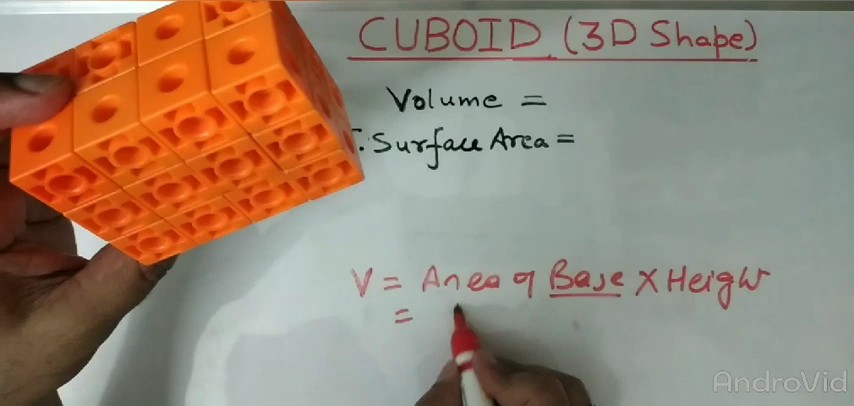 CUBOID (3D Shape)
Volume =
Surface Area =
V = Area of Base X Height
=
AndroVid